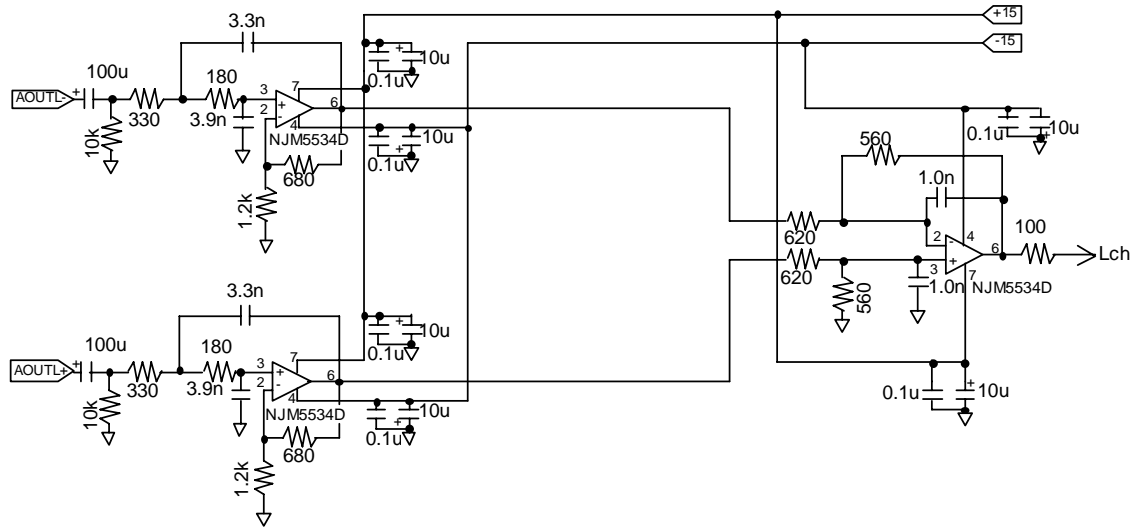 +15
3.3n
10u
-15
0.1u
100u
180
7
AOUTL-
+
3
2
+
-
6
330
3.9n
4
10k
NJM5534D
10u
0.1u
680
1.2k
0.1u
10u
560
1.0n
620
2
-
4
6
100
Lch
+
3
7
620
560
1.0n
NJM5534D
3.3n
10u
0.1u
100u
180
7
AOUTL+
+
3
2
+
-
6
330
3.9n
4
10k
NJM5534D
10u
0.1u
680
1.2k
0.1u
10u